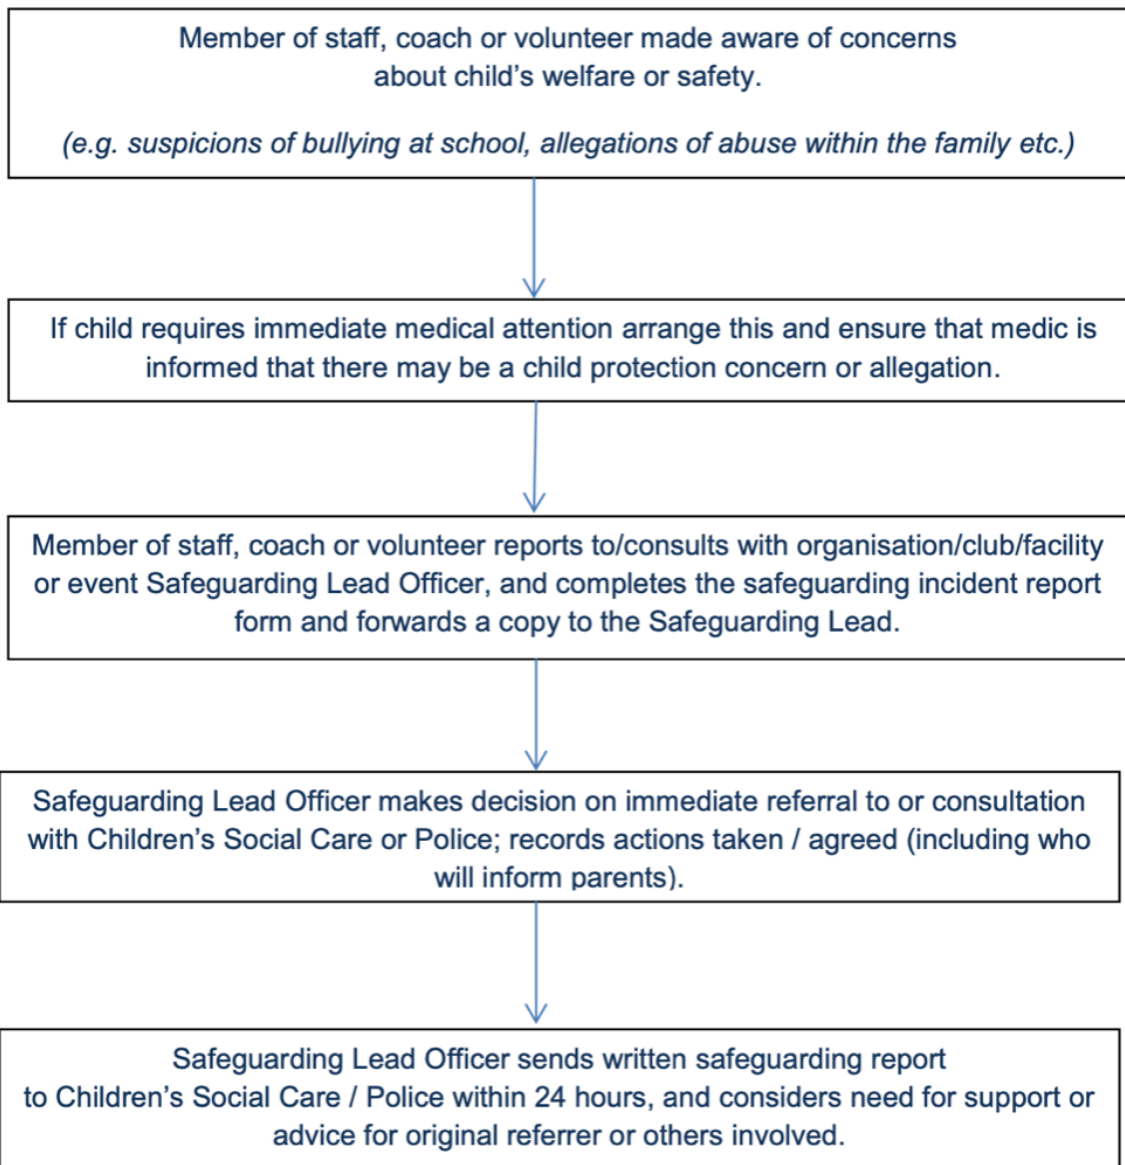 Member of staff, coach or volunteer made aware of concerns
about child's welfare or safety.
(e.g. suspicions of bullying at school, allegations of abuse within the family etc.)
If child requires immediate medical attention arrange this and ensure that medic is
informed that there may be a child protection concern or allegation.
Member of staff, coach or volunteer reports to/consults with organisation/club/facility
or event Safeguarding Lead Officer, and completes the safeguarding incident report
form and forwards a copy to the Safeguarding Lead.
Safeguarding Lead Officer makes decision on immediate referral to or consultation
with Children's Social Care or Police; records actions taken / agreed (including who
will inform parents).
Safeguarding Lead Officer sends written safeguarding report
to Children's Social Care / Police within 24 hours, and considers need for support or
advice for original referrer or others involved.